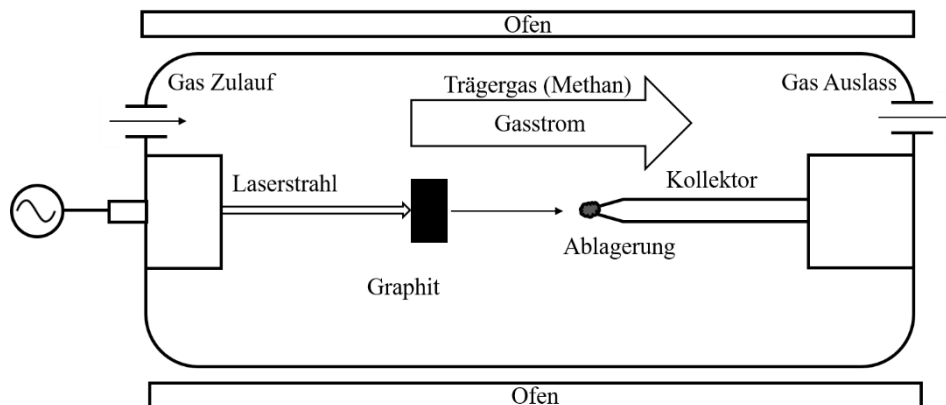 Ofen
Gas Zulauf
Trägergas (Methan)
Gas Auslass
Gasstrom
Laserstrahl
Kollektor
Ablagerung
Graphit
Ofen